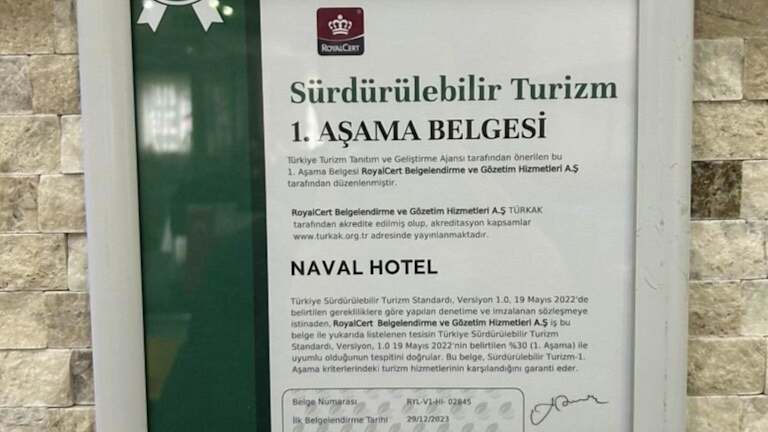 ROYALCERT
Sürdürülebilir Turizm
1. AŞAMA BELGESİ
Türkiye Turizm Tanıtım ve Geliştirme Ajansı tarafından önerilen bu
1. Aşama Belgesi RoyalCert Belgelendirme ve Gözetim Hizmetleri A.Ş
tarafından düzenlenmiştir.
RoyalCert Belgelendirme ve Gözetim Hizmetleri A.Ş TÜRKAK
tarafından akredite edilmiş olup, akreditasyon kapsamlar
www.turkak.org.tr adresinde yayınlanmaktadır.
NAVAL HOTEL
Türkiye Sürdürülebilir Turizm Standardı, Versiyon 1.0, 19 Mayıs 2022'de
belirtilen gerekliliklere göre yapılan denetime ve imzalanan sözleşmeye
istinaden, RoyalCert Belgelendirme ve Gözetim Hizmetleri A.Ş iş bu
belge ile yukarıda listelenen tesisin Türkiye Sürdürülebilir Turizm
Standardı, Versiyon, 1.0 19 Mayıs 2022'nin belirtilen %30 (1. Aşama) ile
uyumlu olduğunun tespitini doğrular. Bu belge, Sürdürülebilir Turizm-1.
Aşama kriterlerindeki turizm hizmetlerinin karşılandığını garanti eder.
Belge Numarası RYL-V1-HI- 02845
İlk Belgelendirme Tarihi 29/12/2023